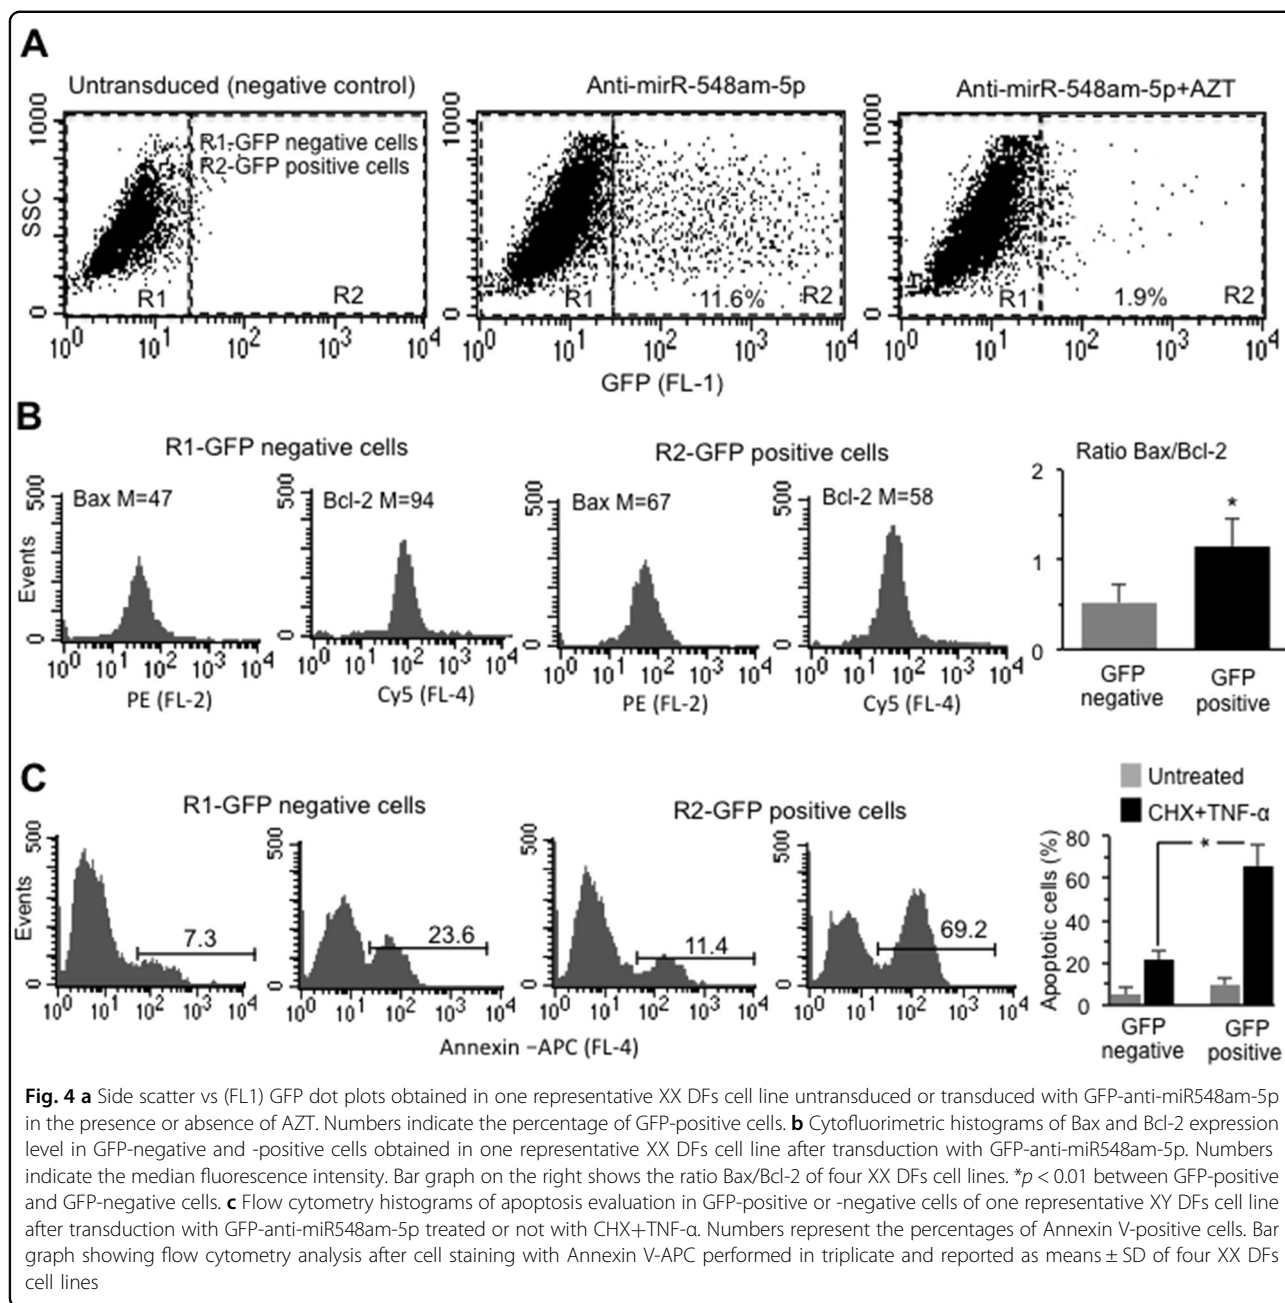 A
Untransduced (negative control)
Anti-mirR-548am-5p
Anti-mirR-548am-5p+AZT
SSC
1000
0
R1-GFP negative cells
R2-GFP positive cells
R1
R2
10^0 10^1 10^2 10^3 10^4
1000
0
R1
11.6%
R2
10^0 10^1 10^2 10^3 10^4
1000
0
R1
1.9%
R2
10^0 10^1 10^2 10^3 10^4
GFP (FL-1)
B
R1-GFP negative cells
R2-GFP positive cells
Ratio Bax/Bcl-2
Events
500
0
Bax M=47
10^0 10^1 10^2 10^3 10^4
PE (FL-2)
500
0
Bcl-2 M=94
10^0 10^1 10^2 10^3 10^4
Cy5 (FL-4)
500
0
Bax M=67
10^0 10^1 10^2 10^3 10^4
PE (FL-2)
500
0
Bcl-2 M=58
10^0 10^1 10^2 10^3 10^4
Cy5 (FL-4)
2
1
0
*
GFP negative
GFP positive
C
R1-GFP negative cells
R2-GFP positive cells
Untreated
CHX+TNF-α
Events
500
0
7.3
10^0 10^1 10^2 10^3 10^4
500
0
23.6
10^0 10^1 10^2 10^3 10^4
500
0
11.4
10^0 10^1 10^2 10^3 10^4
500
0
69.2
10^0 10^1 10^2 10^3 10^4
Annexin –APC (FL-4)
Apoptotic cells (%)
80
60
40
20
0
*
GFP negative
GFP positive
Fig. 4 a Side scatter vs (FL1) GFP dot plots obtained in one representative XX DFs cell line untransduced or transduced with GFP-anti-miR548am-5p
in the presence or absence of AZT. Numbers indicate the percentage of GFP-positive cells. b Cytofluorimetric histograms of Bax and Bcl-2 expression
level in GFP-negative and -positive cells obtained in one representative XX DFs cell line after transduction with GFP-anti-miR548am-5p. Numbers
indicate the median fluorescence intensity. Bar graph on the right shows the ratio Bax/Bcl-2 of four XX DFs cell lines. *p < 0.01 between GFP-positive
and GFP-negative cells. c Flow cytometry histograms of apoptosis evaluation in GFP-positive or -negative cells of one representative XY DFs cell line
after transduction with GFP-anti-miR548am-5p treated or not with CHX+TNF-α. Numbers represent the percentages of Annexin V-positive cells. Bar
graph showing flow cytometry analysis after cell staining with Annexin V-APC performed in triplicate and reported as means ± SD of four XX DFs
cell lines